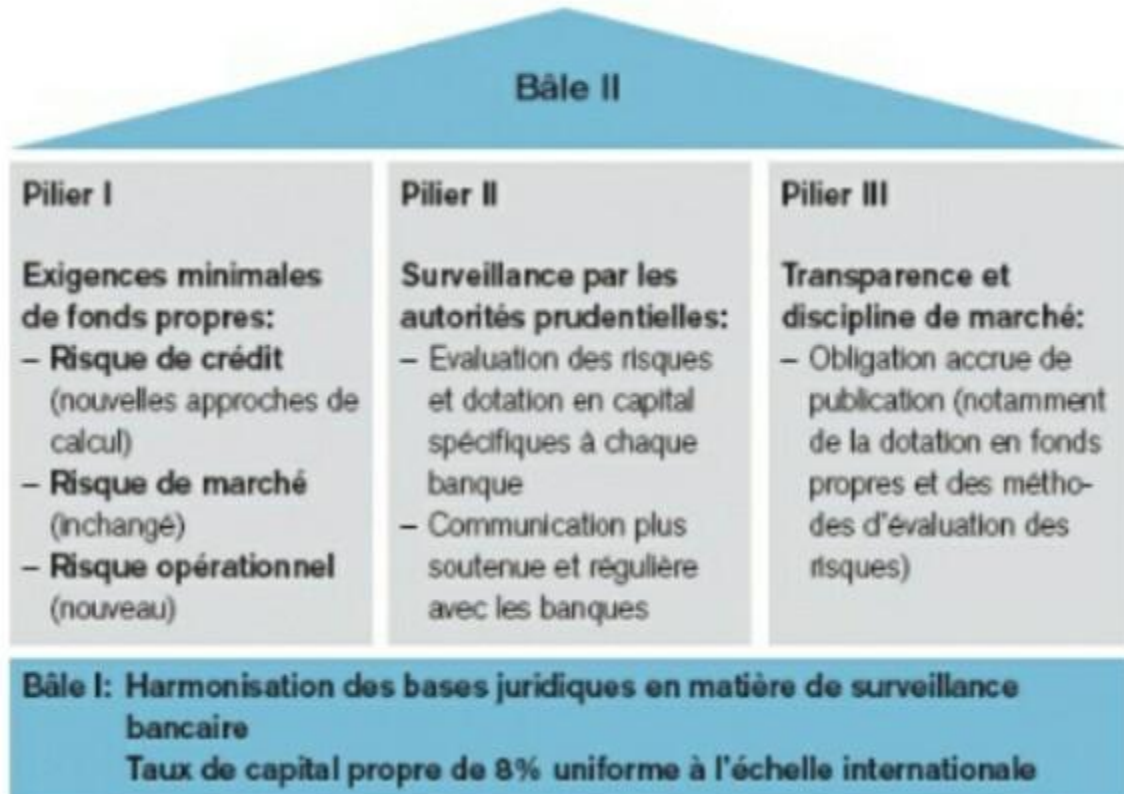 Bâle II
Pilier I
Exigences minimales
de fonds propres:
– Risque de crédit
(nouvelles approches de
calcul)
– Risque de marché
(inchangé)
– Risque opérationnel
(nouveau)
Pilier II
Surveillance par les
autorités prudentielles:
– Evaluation des risques
et dotation en capital
spécifiques à chaque
banque
– Communication plus
soutenue et régulière
avec les banques
Pilier III
Transparence et
discipline de marché:
– Obligation accrue de
publication (notamment
de la dotation en fonds
propres et des métho-
des d'évaluation des
risques)
Bâle I: Harmonisation des bases juridiques en matière de surveillance
bancaire
Taux de capital propre de 8% uniforme à l'échelle internationale